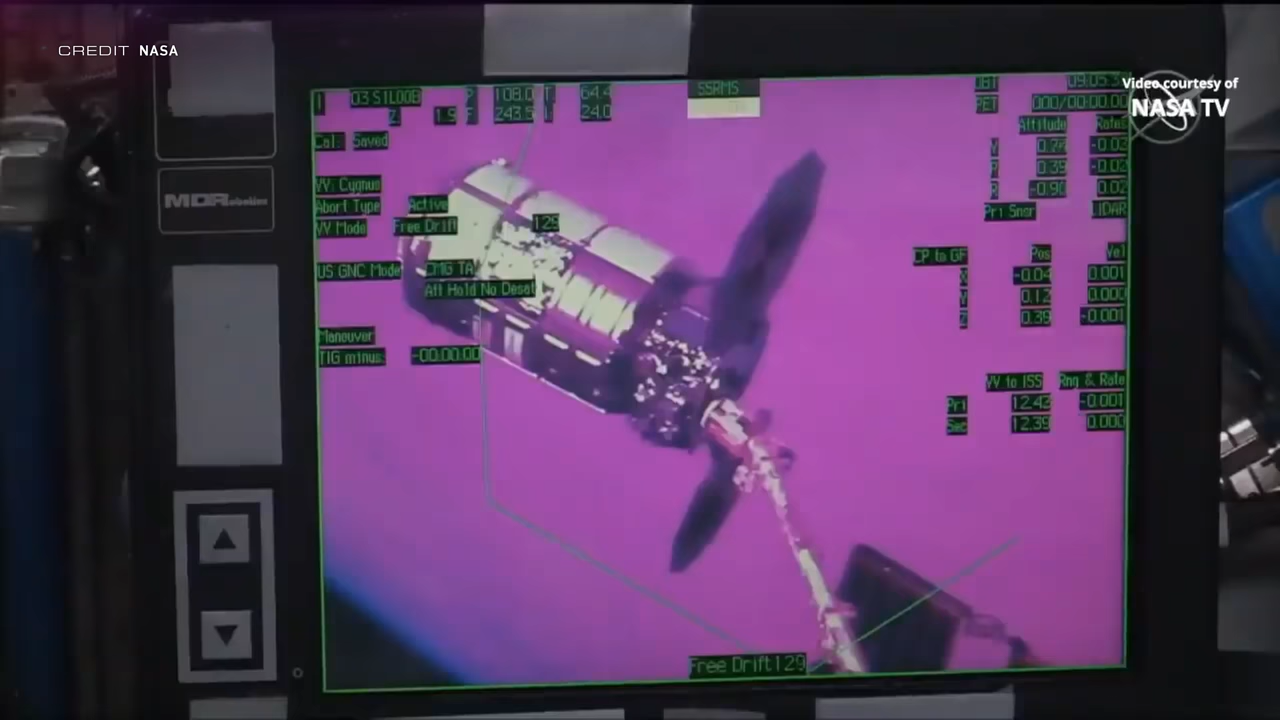 CREDIT NASA
Video courtesy of
NASA TV
MDA
03 S1L00B P 108.0 T 64.4
Z 1.9 F 243.5 I 24.0
SSRMS
PET 000/00:00:00
Attitude Rates
Y -0.02
P 0.39 -0.02
R -0.90 0.02
Pri Snsr LIDAR
Cal: Saved
VV: Cygnus
Abort Type Active
VV Mode Free Drift 129
US GNC Mode CMG TA
Att Hold No Desat
Maneuver
TIG minus: -00:00:00
CP to GF Pos Vel
X -0.04 0.001
Y 0.12 0.000
Z 0.39 -0.001
VV to ISS Rng & Rate
Pri 12.43 -0.001
Sec 12.39 0.000
Free Drift129